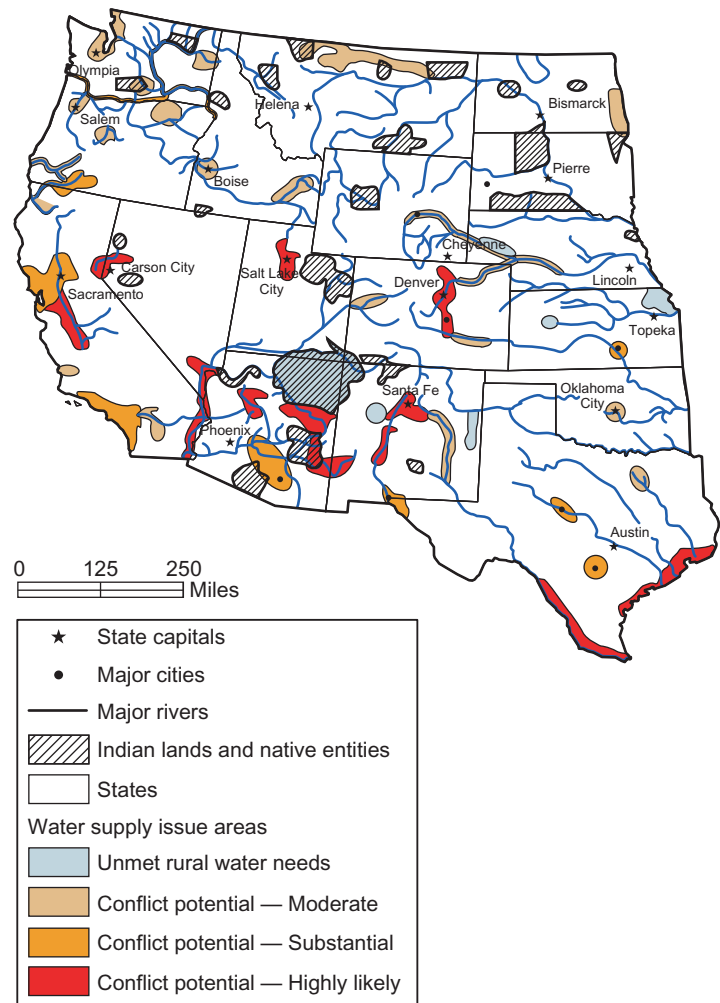 Olympia
Helena
Bismarck
Salem
Pierre
Boise
Cheyenne
Carson City
Salt Lake
City
Denver
Lincoln
Sacramento
Topeka
Santa Fe
Oklahoma
City
Phoenix
Austin
0 125 250
Miles
State capitals
Major cities
Major rivers
Indian lands and native entities
States
Water supply issue areas
Unmet rural water needs
Conflict potential — Moderate
Conflict potential — Substantial
Conflict potential — Highly likely